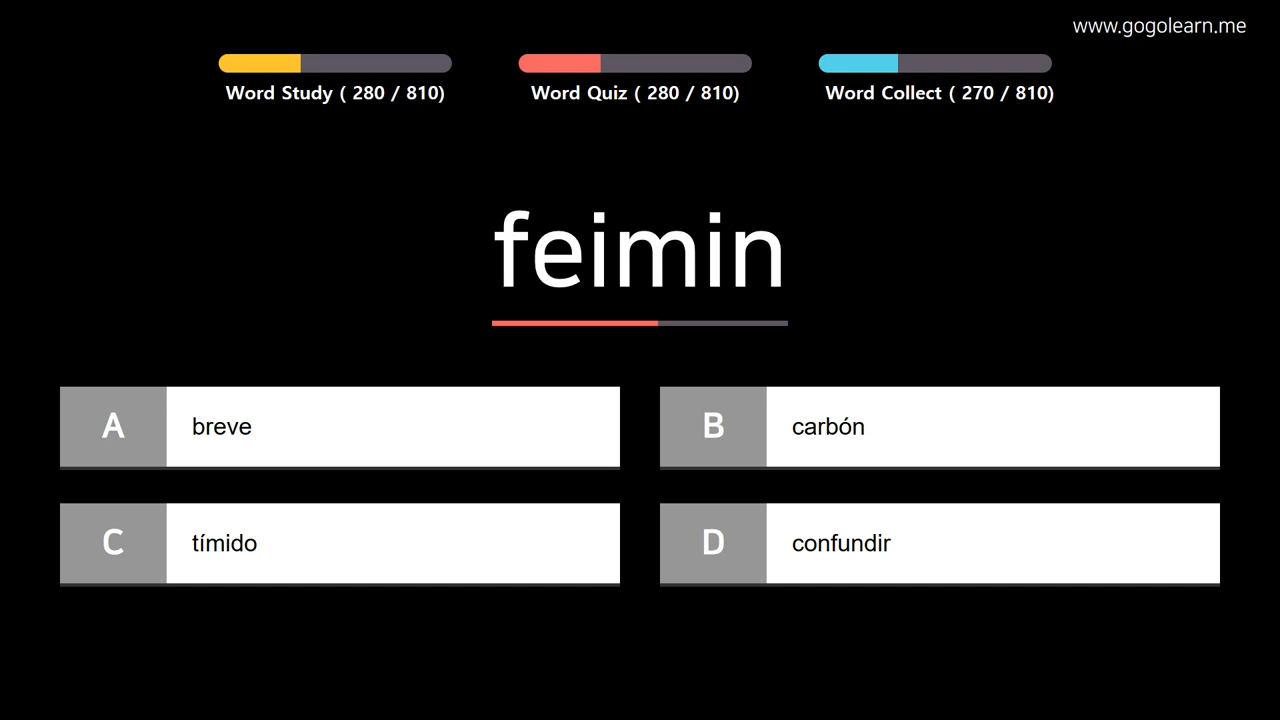 www.gogolearn.me
Word Study ( 280 / 810)
Word Quiz ( 280 / 810)
Word Collect ( 270 / 810)
feimin
A breve
B carbón
C tímido
D confundir